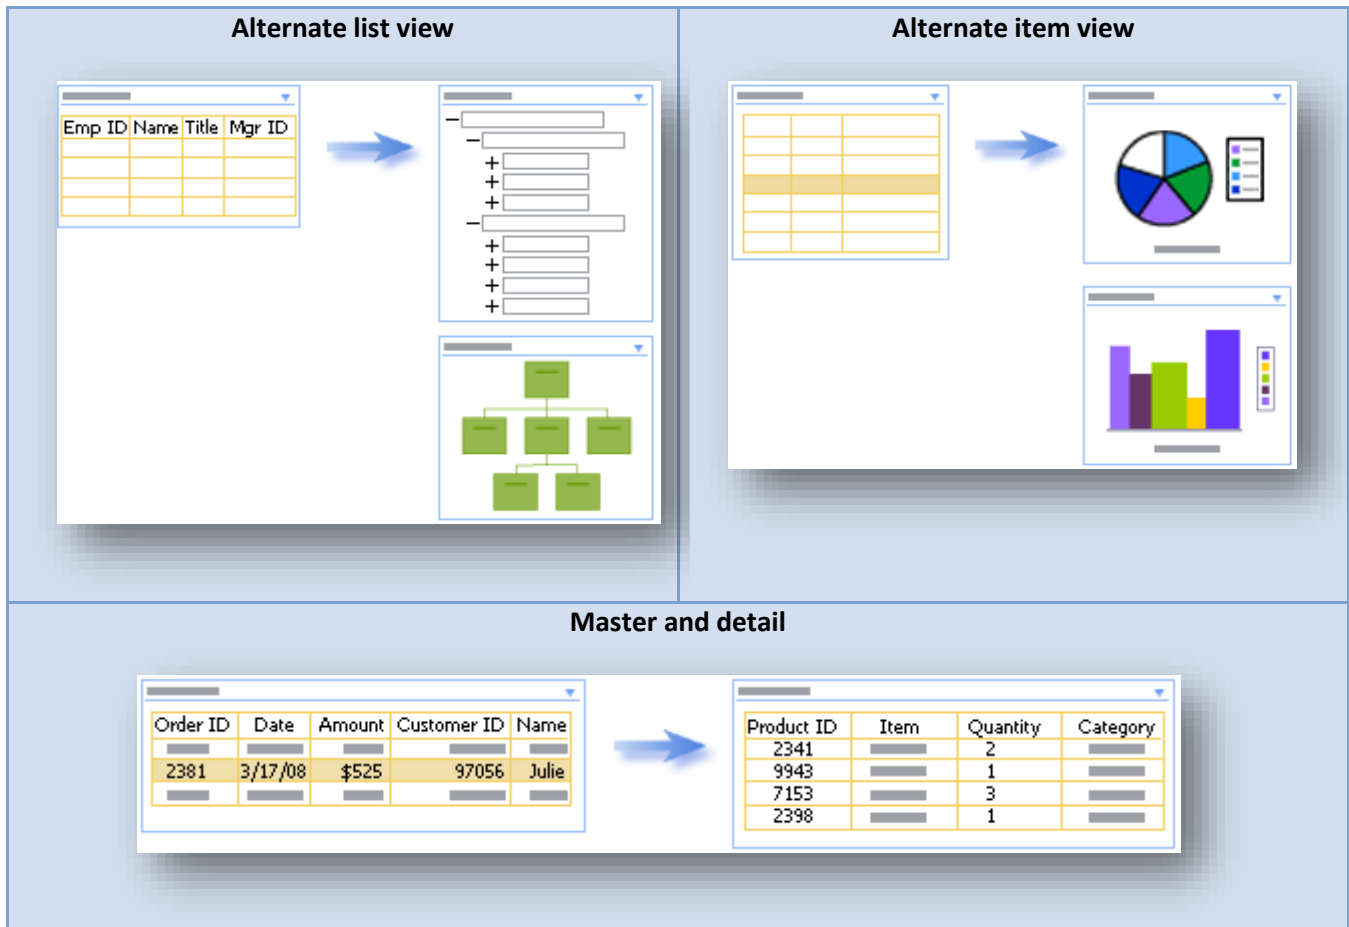 Alternate list view
Emp ID Name Title Mgr ID
Alternate item view
Master and detail
Order ID Date Amount Customer ID Name
2381 3/17/08 $525 97056 Julie
Product ID Item Quantity Category
2341 2
9943 1
7153 3
2398 1